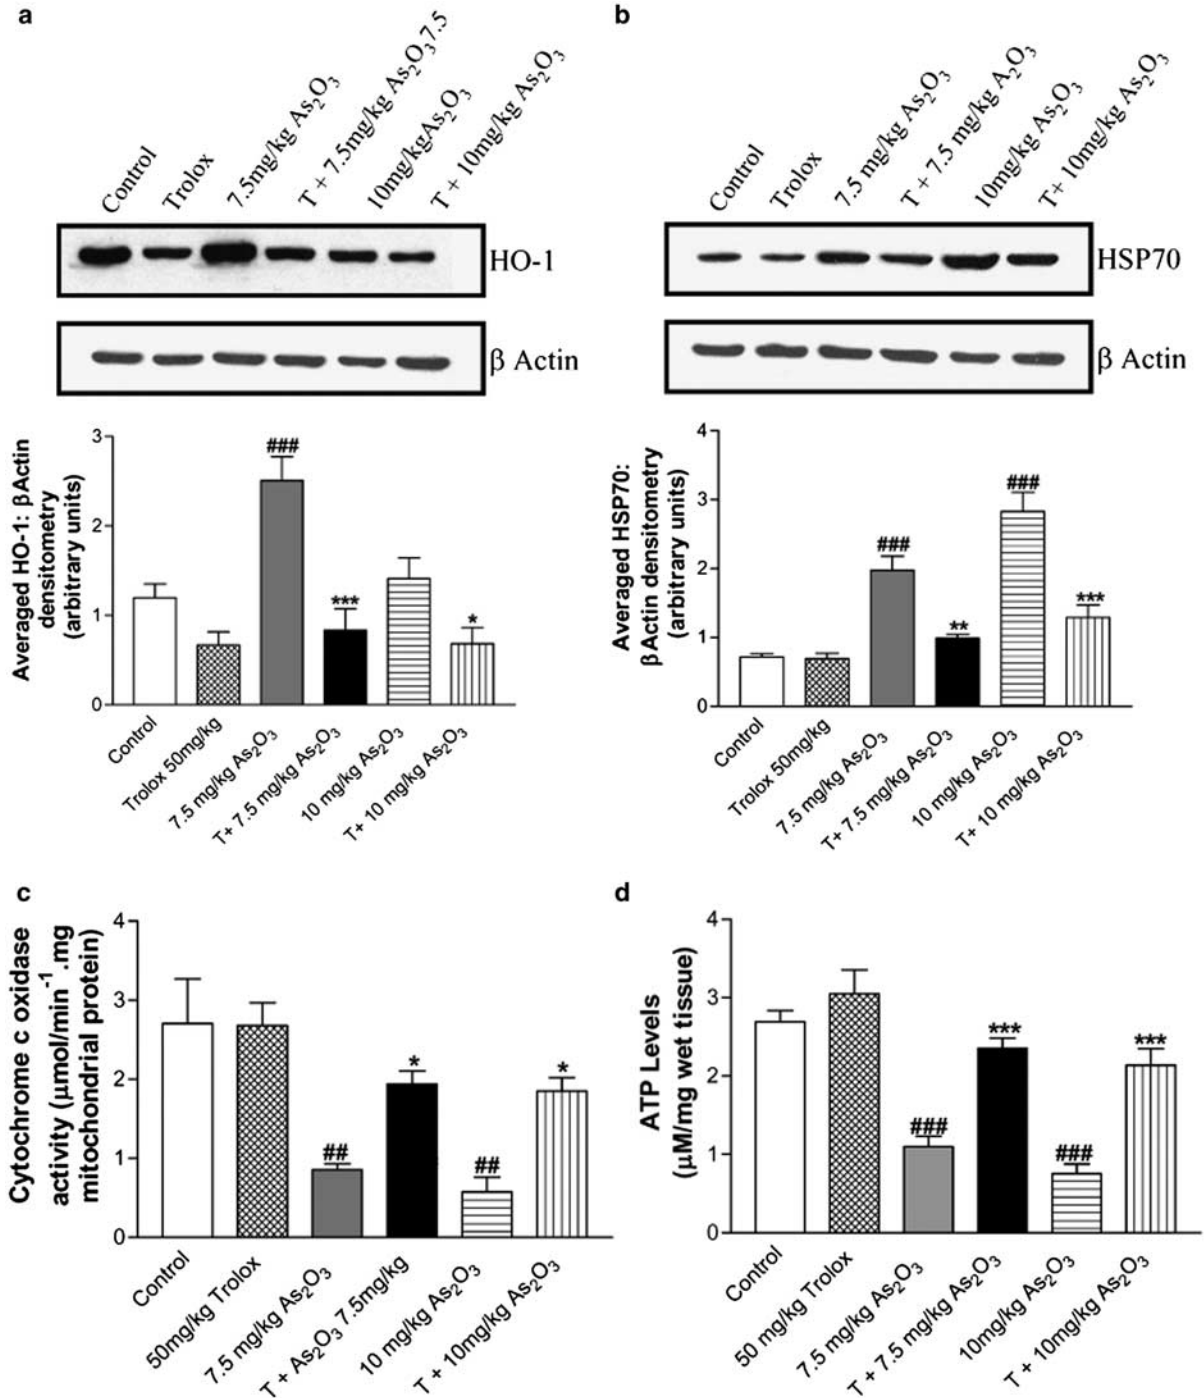 a
Control
Trolox
7.5mg/kg As₂O₃
T + 7.5mg/kg As₂O₃7.5
10mg/kgAs₂O₃
T + 10mg/kg As₂O₃
HO-1
β Actin
Averaged HO-1: βActin
densitometry
(arbitrary units)
3
2
1
0
###
***
*
Control
Trolox 50mg/kg
7.5 mg/kg As₂O₃
T+ 7.5 mg/kg As₂O₃
10 mg/kg As₂O₃
T+ 10 mg/kg As₂O₃
b
Control
Trolox
7.5 mg/kg As₂O₃
T + 7.5 mg/kg A₂O₃
10mg/kg As₂O₃
T+ 10mg/kg As₂O₃
HSP70
β Actin
Averaged HSP70:
βActin densitometry
(arbitrary units)
4
3
2
1
0
###
**
###
***
Control
Trolox 50mg/kg
7.5 mg/kg As₂O₃
T+ 7.5 mg/kg As₂O₃
10 mg/kg As₂O₃
T+ 10 mg/kg As₂O₃
c
Cytochrome c oxidase
activity (μmol/min⁻¹.mg
mitochondrial protein)
4
3
2
1
0
##
*
##
*
Control
50mg/kg Trolox
7.5 mg/kg As₂O₃
T + As₂O₃ 7.5mg/kg
10 mg/kg As₂O₃
T + 10mg/kg As₂O₃
d
ATP Levels
(μM/mg wet tissue)
4
3
2
1
0
###
***
###
***
Control
50 mg/kg Trolox
7.5 mg/kg As₂O₃
T + 7.5 mg/kg As₂O₃
10mg/kg As₂O₃
T + 10mg/kg As₂O₃